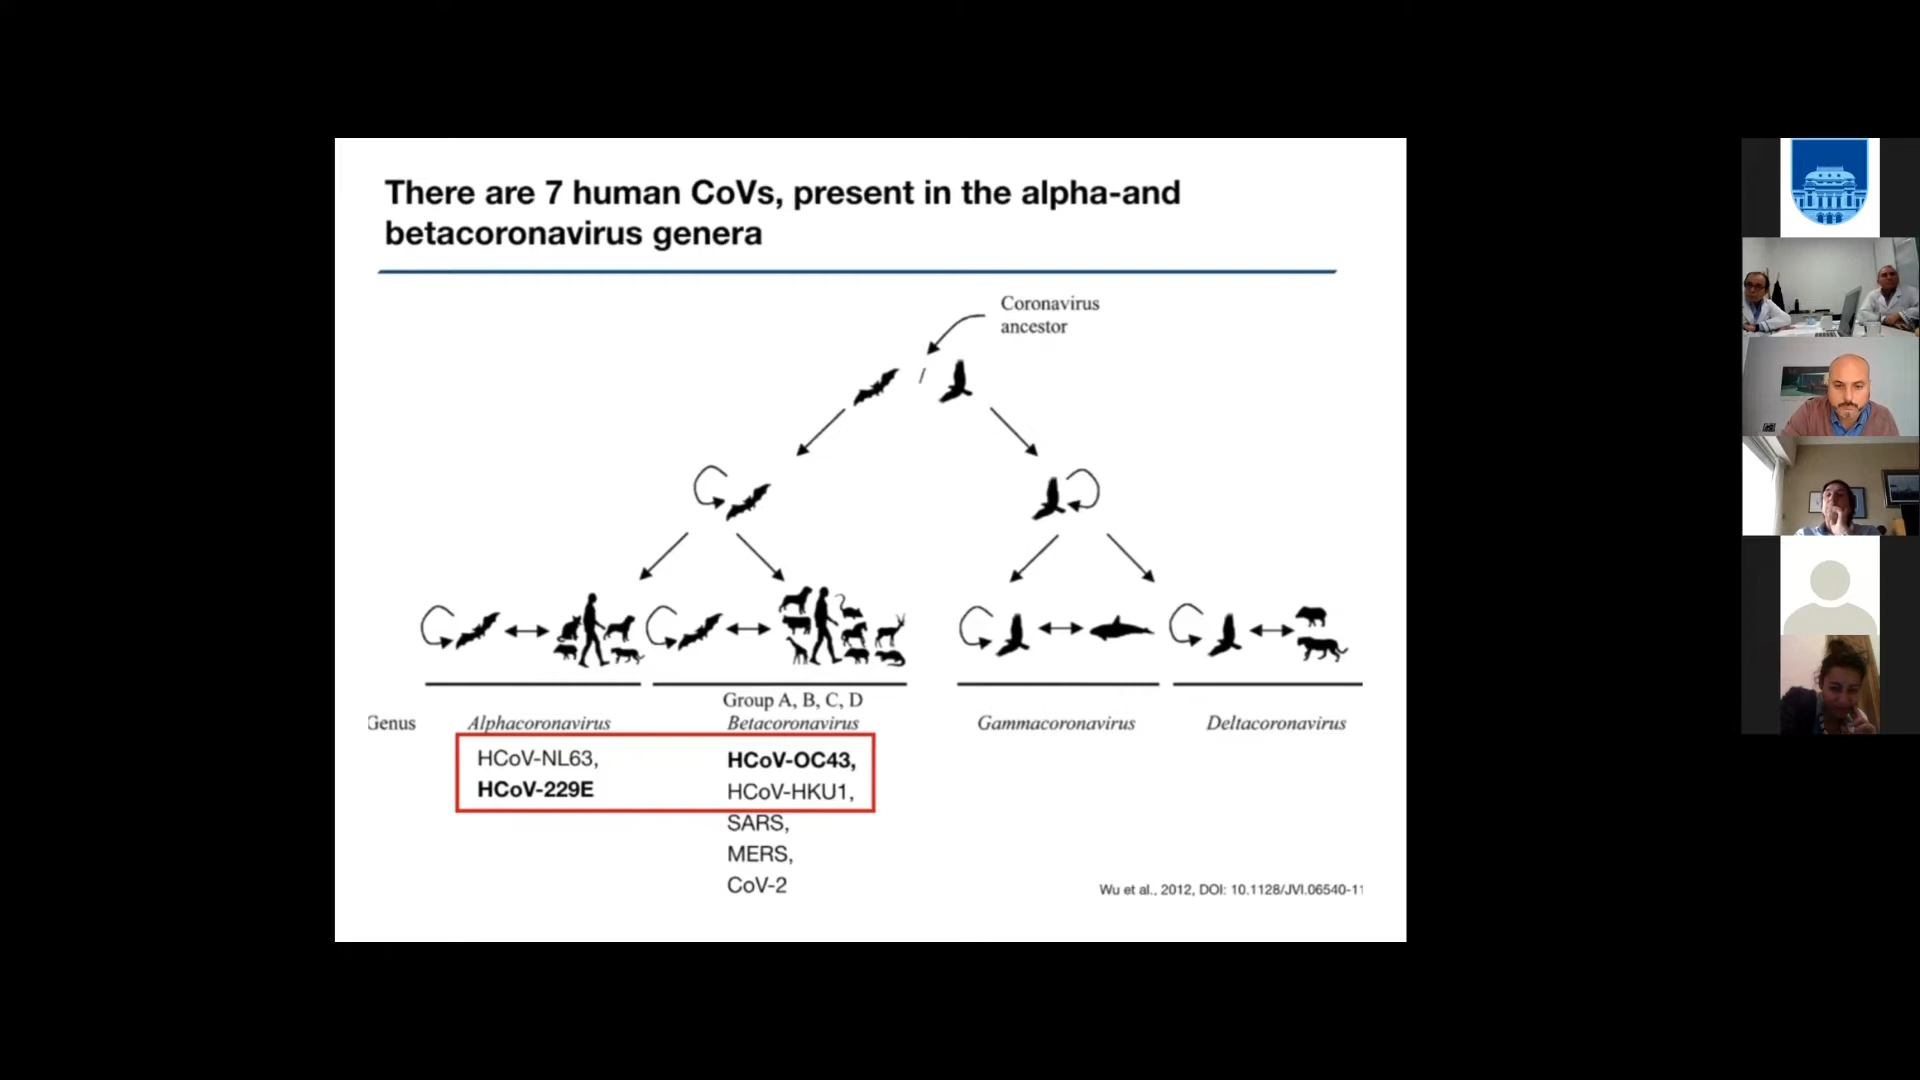 There are 7 human CoVs, present in the alpha-and
betacoronavirus genera
Coronavirus
ancestor
/
Group A, B, C, D
Genus
Alphacoronavirus
Betacoronavirus
Gammacoronavirus
Deltacoronavirus
HCoV-NL63,
HCoV-229E
HCoV-OC43,
HCoV-HKU1,
SARS,
MERS,
CoV-2
Wu et al., 2012, DOI: 10.1128/JVI.06540-11